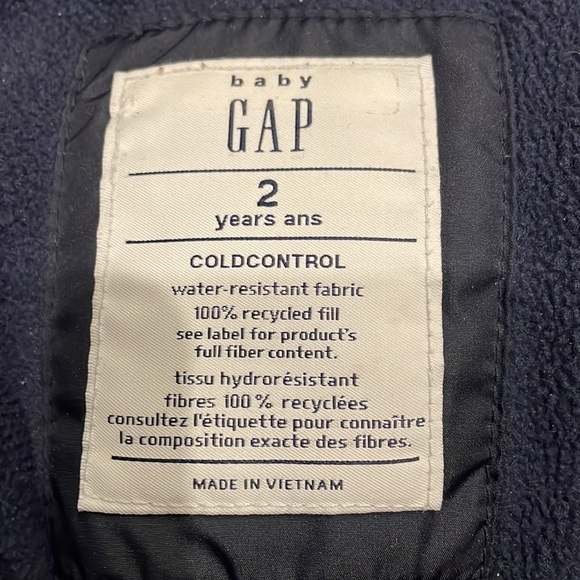 baby
GAP
2
years ans
COLDCONTROL
water-resistant fabric
100% recycled fill
see label for product's
full fiber content.
tissu hydrorésistant
fibres 100 % recyclées
consultez l'étiquette pour connaître
la composition exacte des fibres.
MADE IN VIETNAM